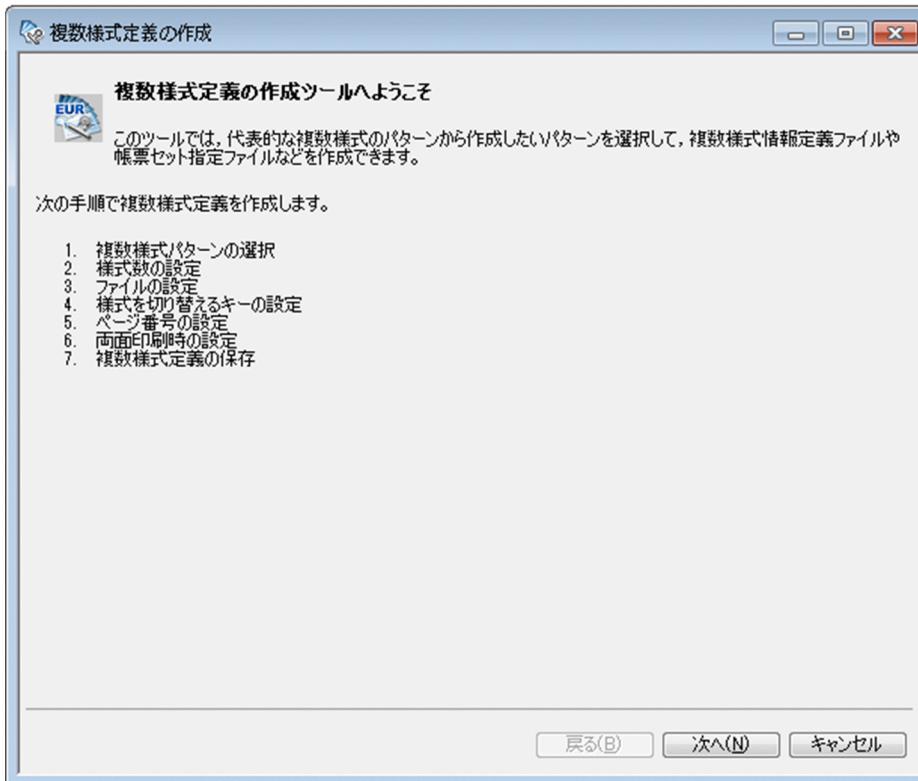 複数様式定義の作成
複数様式定義の作成ツールへようこそ
EUR
このツールでは，代表的な複数様式のパターンから作成したいパターンを選択して，複数様式情報定義ファイルや
帳票セット指定ファイルなどを作成できます。
次の手順で複数様式定義を作成します。
1. 複数様式パターンの選択
2. 様式数の設定
3. ファイルの設定
4. 様式を切り替えるキーの設定
5. ページ番号の設定
6. 両面印刷時の設定
7. 複数様式定義の保存
戻る(B) 次へ(N) キャンセル